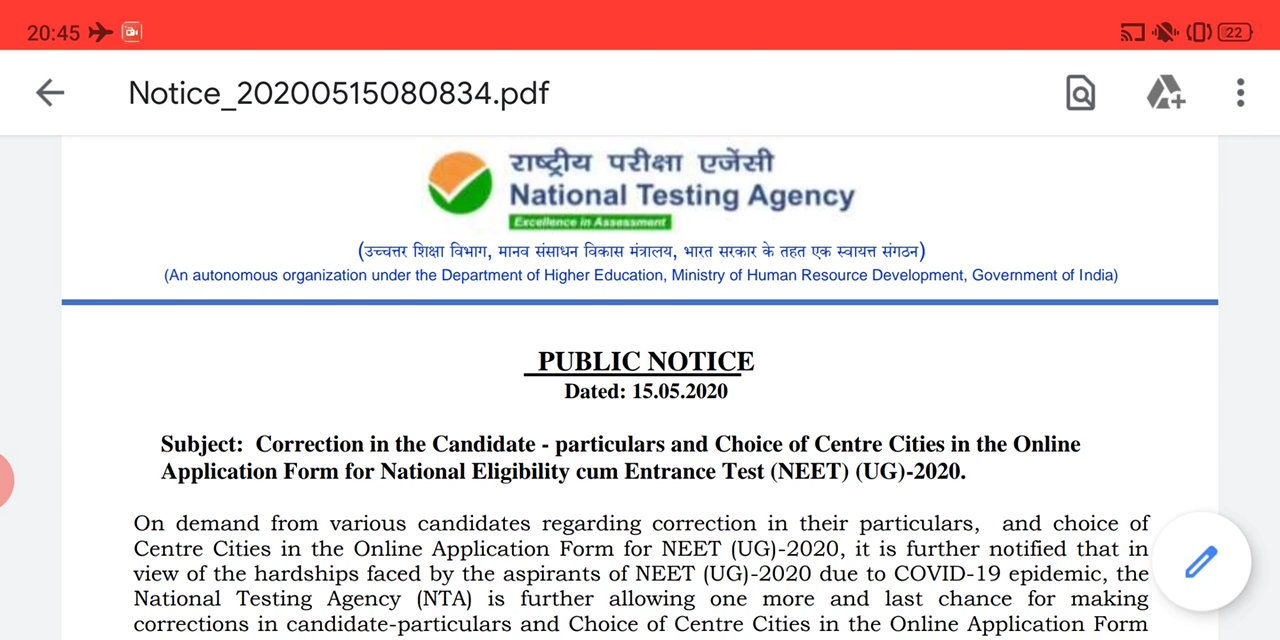 20:45
22
Notice_20200515080834.pdf
राष्ट्रीय परीक्षा एजेंसी
National Testing Agency
Excellence in Assessment
(उच्चत्तर शिक्षा विभाग, मानव संसाधन विकास मंत्रालय, भारत सरकार के तहत एक स्वायत्त संगठन)
(An autonomous organization under the Department of Higher Education, Ministry of Human Resource Development, Government of India)
PUBLIC NOTICE
Dated: 15.05.2020
Subject: Correction in the Candidate - particulars and Choice of Centre Cities in the Online
Application Form for National Eligibility cum Entrance Test (NEET) (UG)-2020.
On demand from various candidates regarding correction in their particulars, and choice of
Centre Cities in the Online Application Form for NEET (UG)-2020, it is further notified that in
view of the hardships faced by the aspirants of NEET (UG)-2020 due to COVID-19 epidemic, the
National Testing Agency (NTA) is further allowing one more and last chance for making
corrections in candidate-particulars and Choice of Centre Cities in the Online Application Form